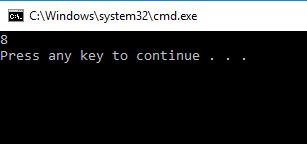 C:\Windows\system32\cmd.exe
8
Press any key to continue . . .